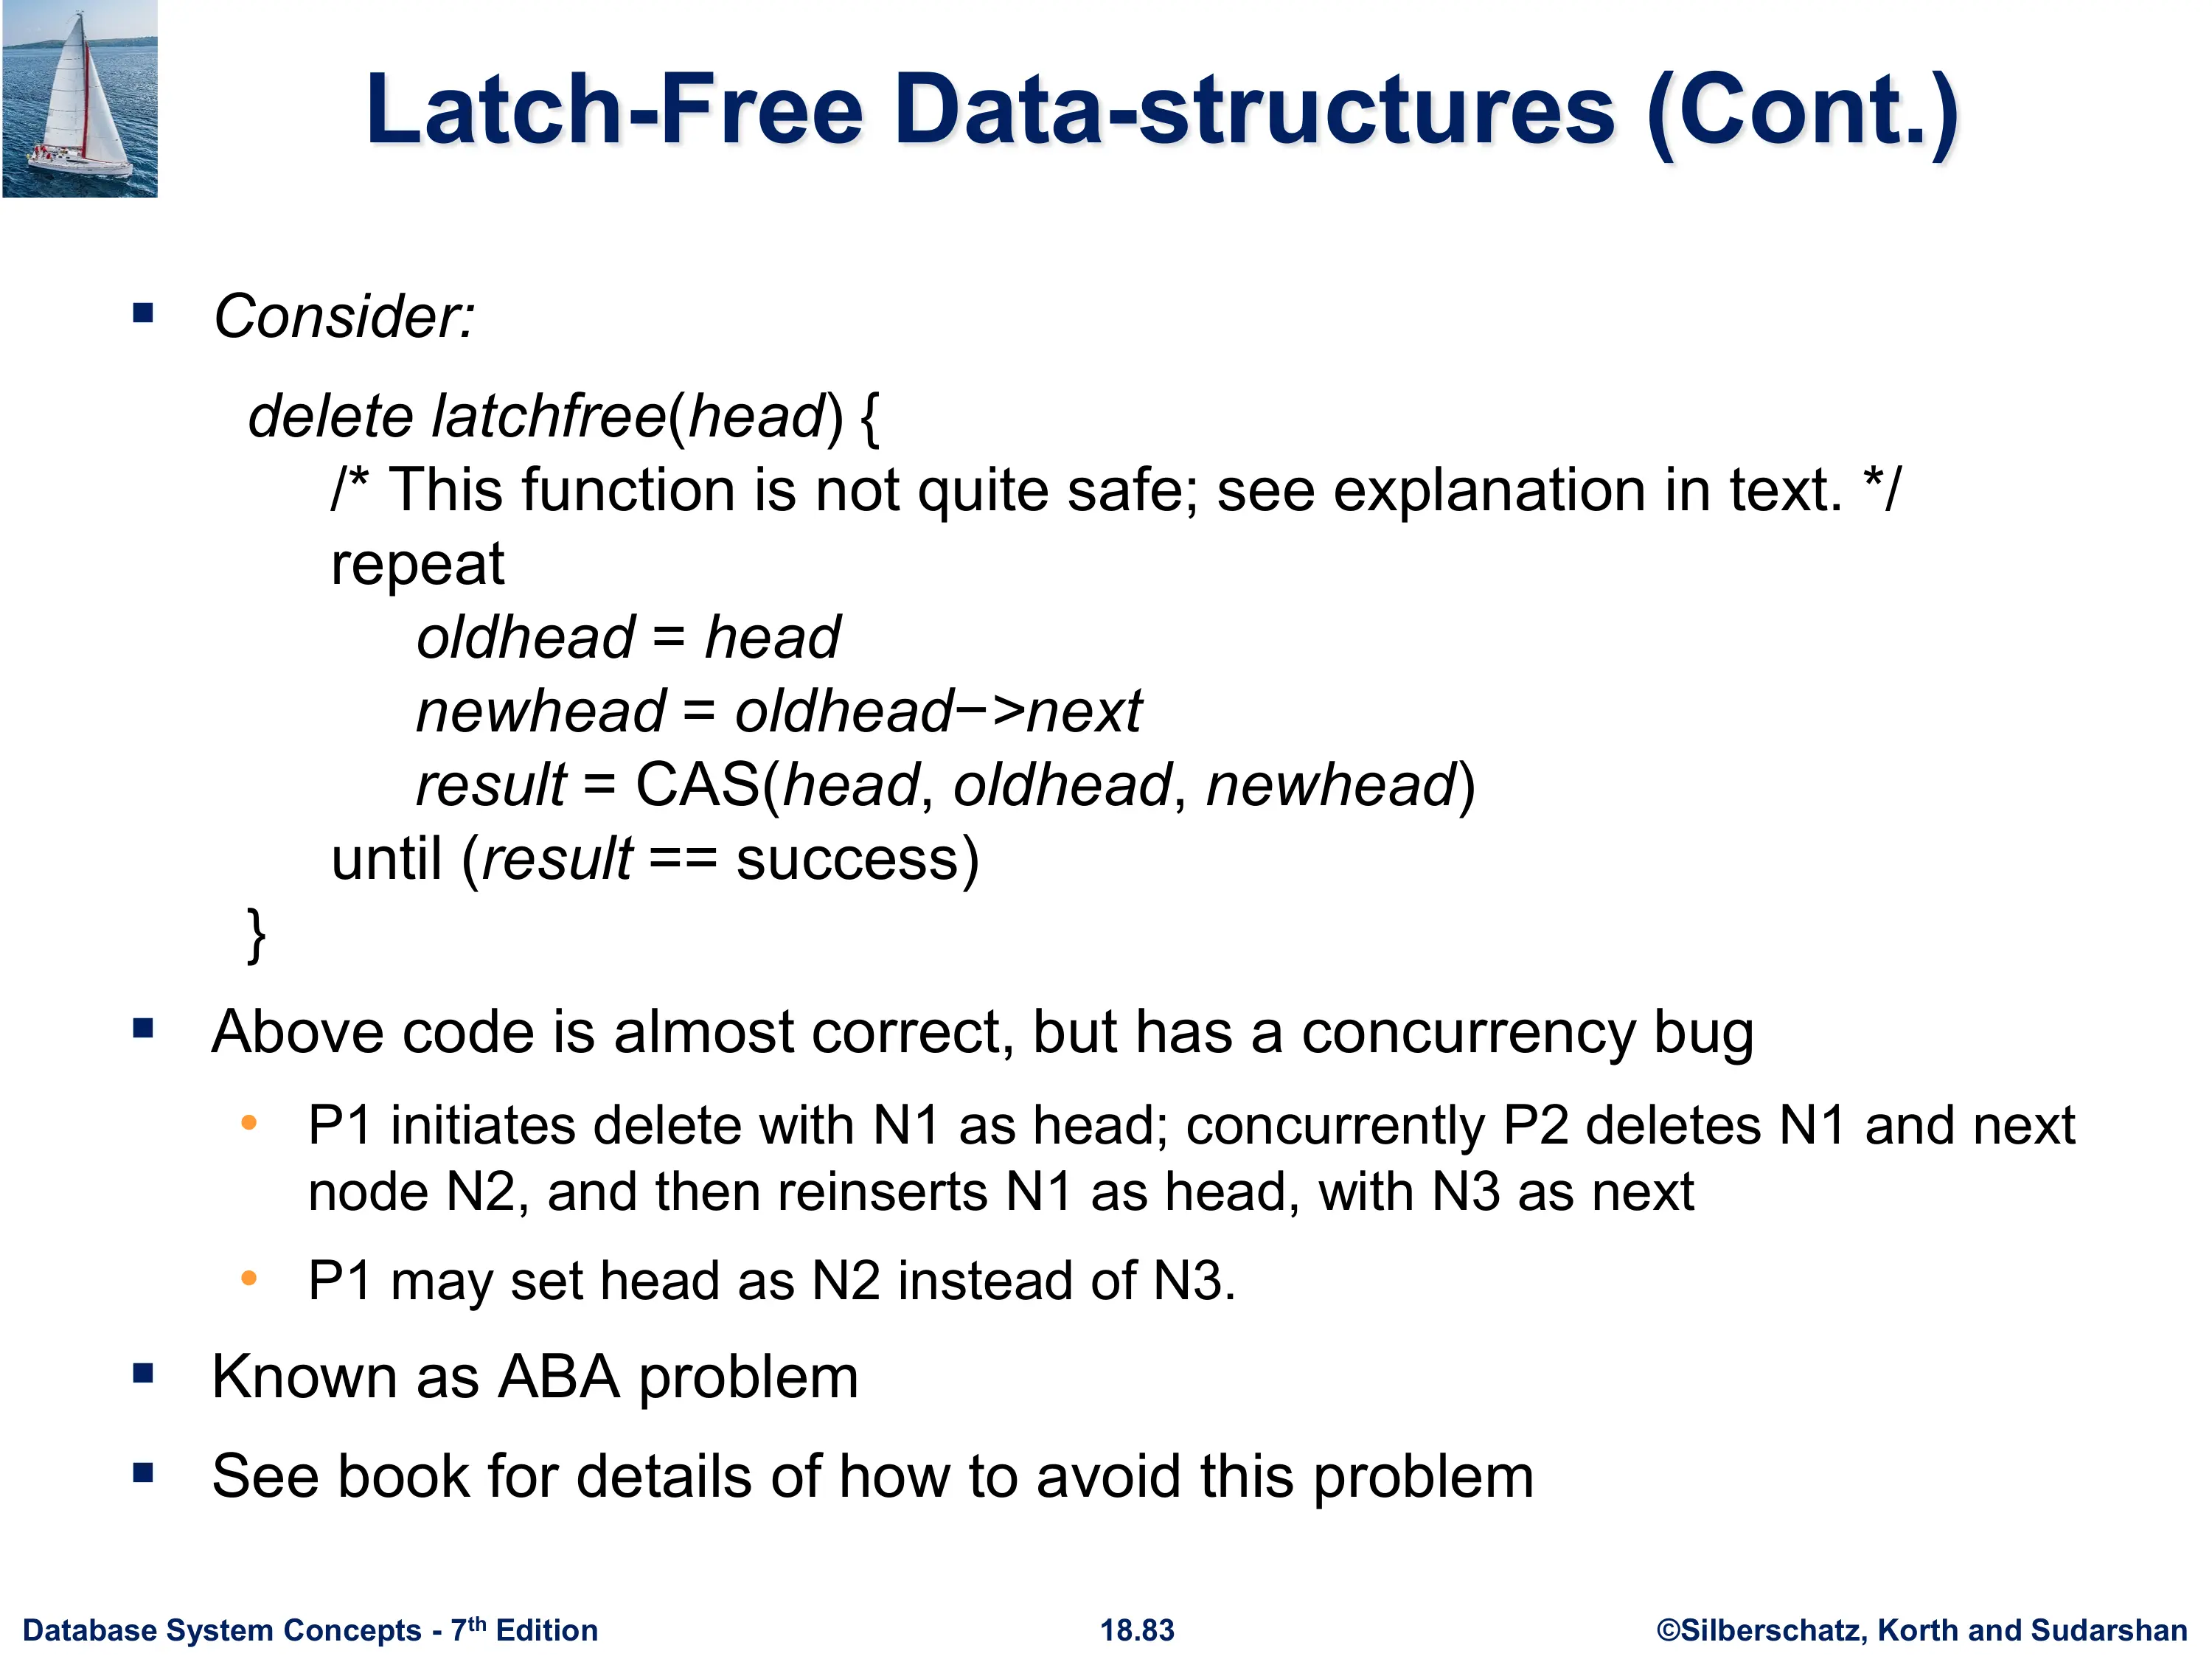 Latch-Free Data-structures (Cont.)
▪ Consider:
delete latchfree(head) {
/* This function is not quite safe; see explanation in text. */
repeat
oldhead = head
newhead = oldhead−>next
result = CAS(head, oldhead, newhead)
until (result == success)
}
▪ Above code is almost correct, but has a concurrency bug
• P1 initiates delete with N1 as head; concurrently P2 deletes N1 and next
node N2, and then reinserts N1 as head, with N3 as next
• P1 may set head as N2 instead of N3.
▪ Known as ABA problem
▪ See book for details of how to avoid this problem
Database System Concepts - 7th Edition
18.83
©Silberschatz, Korth and Sudarshan